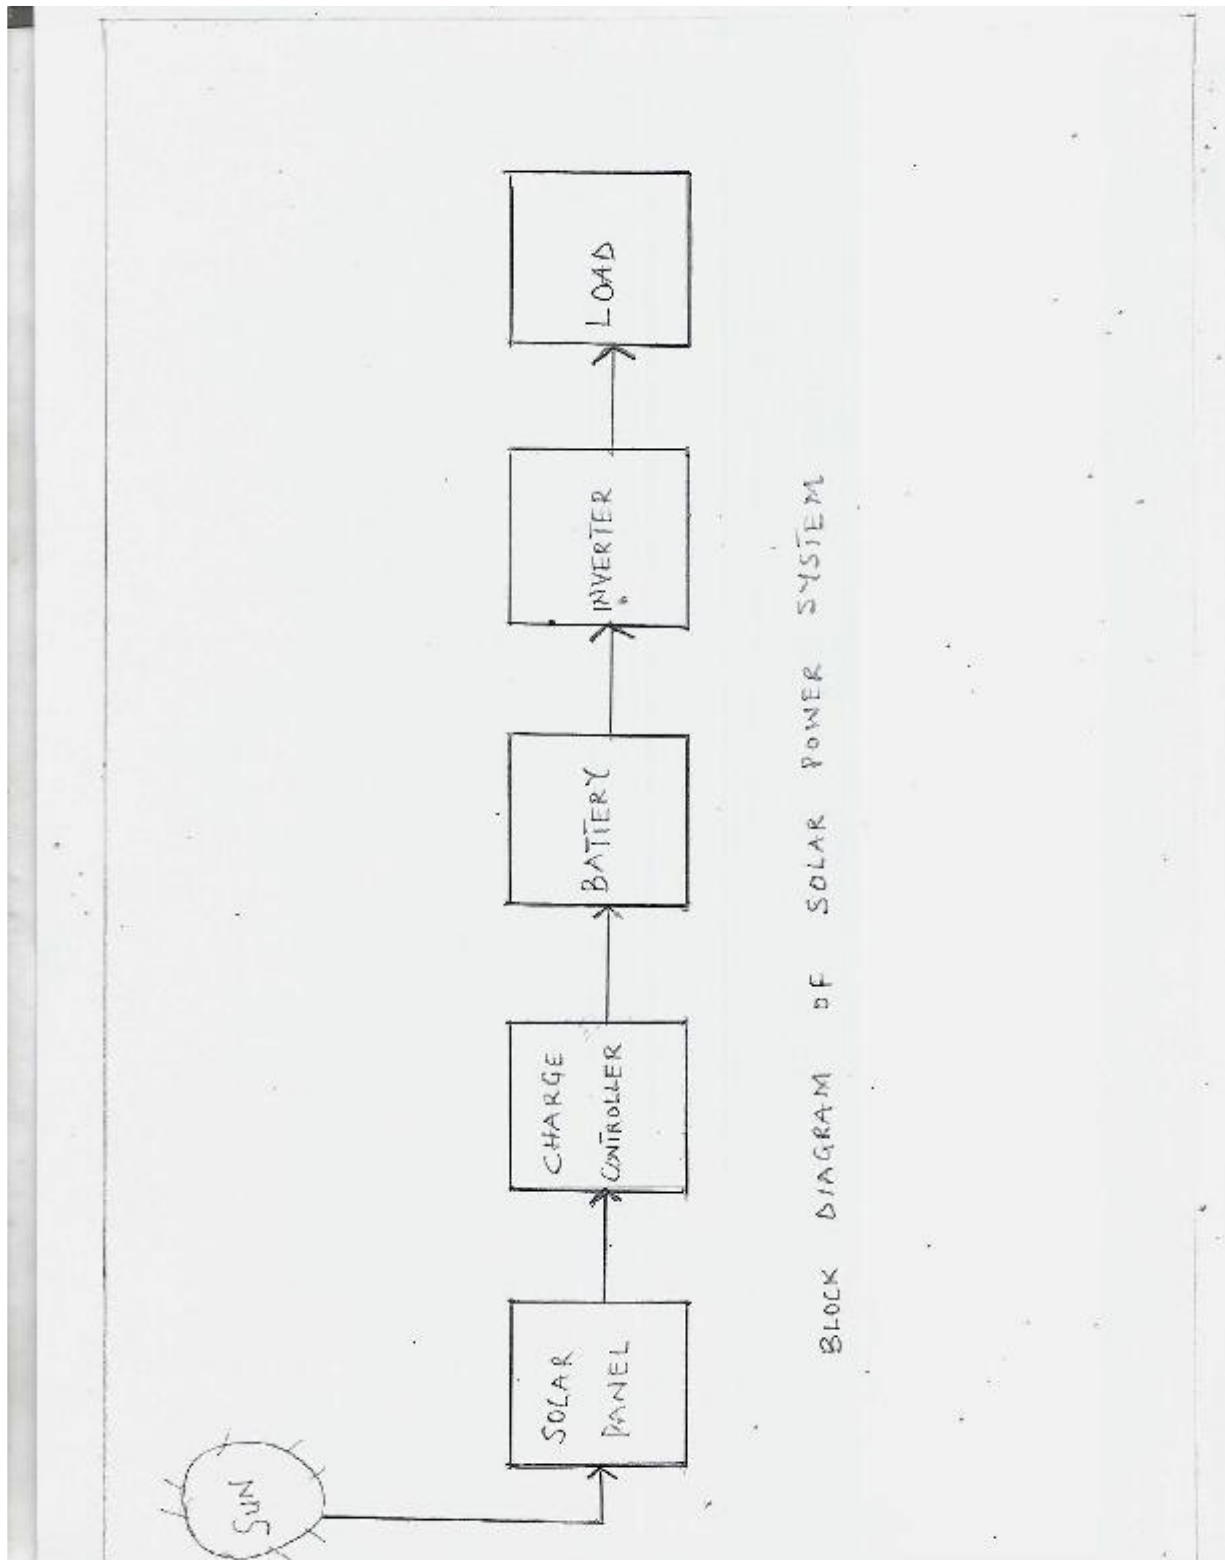 SUN
SOLAR
PANEL
CHARGE
CONTROLLER
BATTERY
INVERTER
LOAD
BLOCK DIAGRAM OF SOLAR POWER SYSTEM